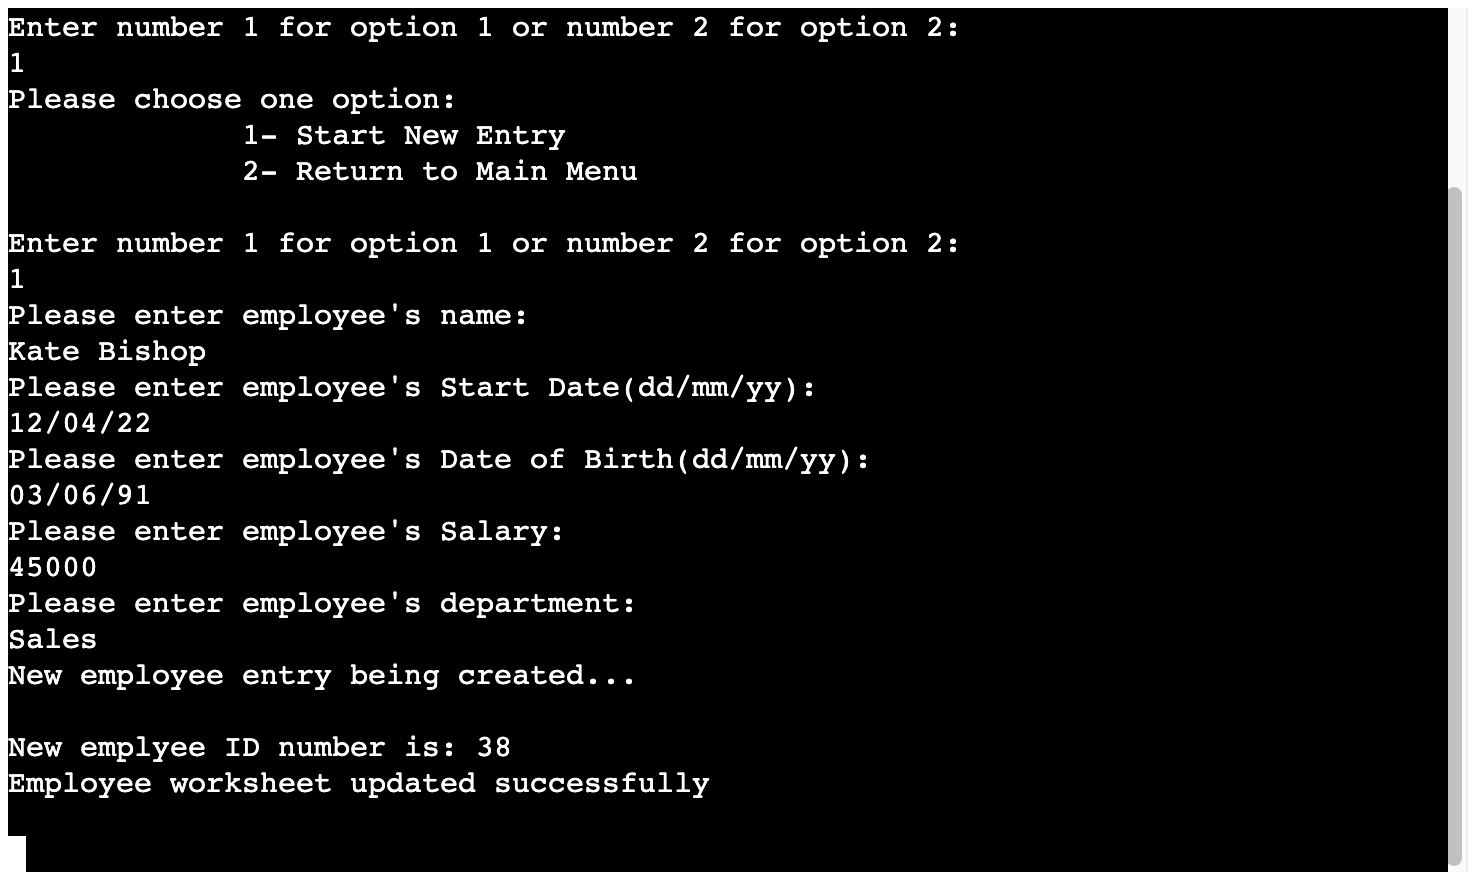 Enter number 1 for option 1 or number 2 for option 2:
1
Please choose one option:
1- Start New Entry
2- Return to Main Menu
Enter number 1 for option 1 or number 2 for option 2:
1
Please enter employee's name:
Kate Bishop
Please enter employee's Start Date(dd/mm/yy):
12/04/22
Please enter employee's Date of Birth(dd/mm/yy):
03/06/91
Please enter employee's Salary:
45000
Please enter employee's department:
Sales
New employee entry being created...
New emplyee ID number is: 38
Employee worksheet updated successfully